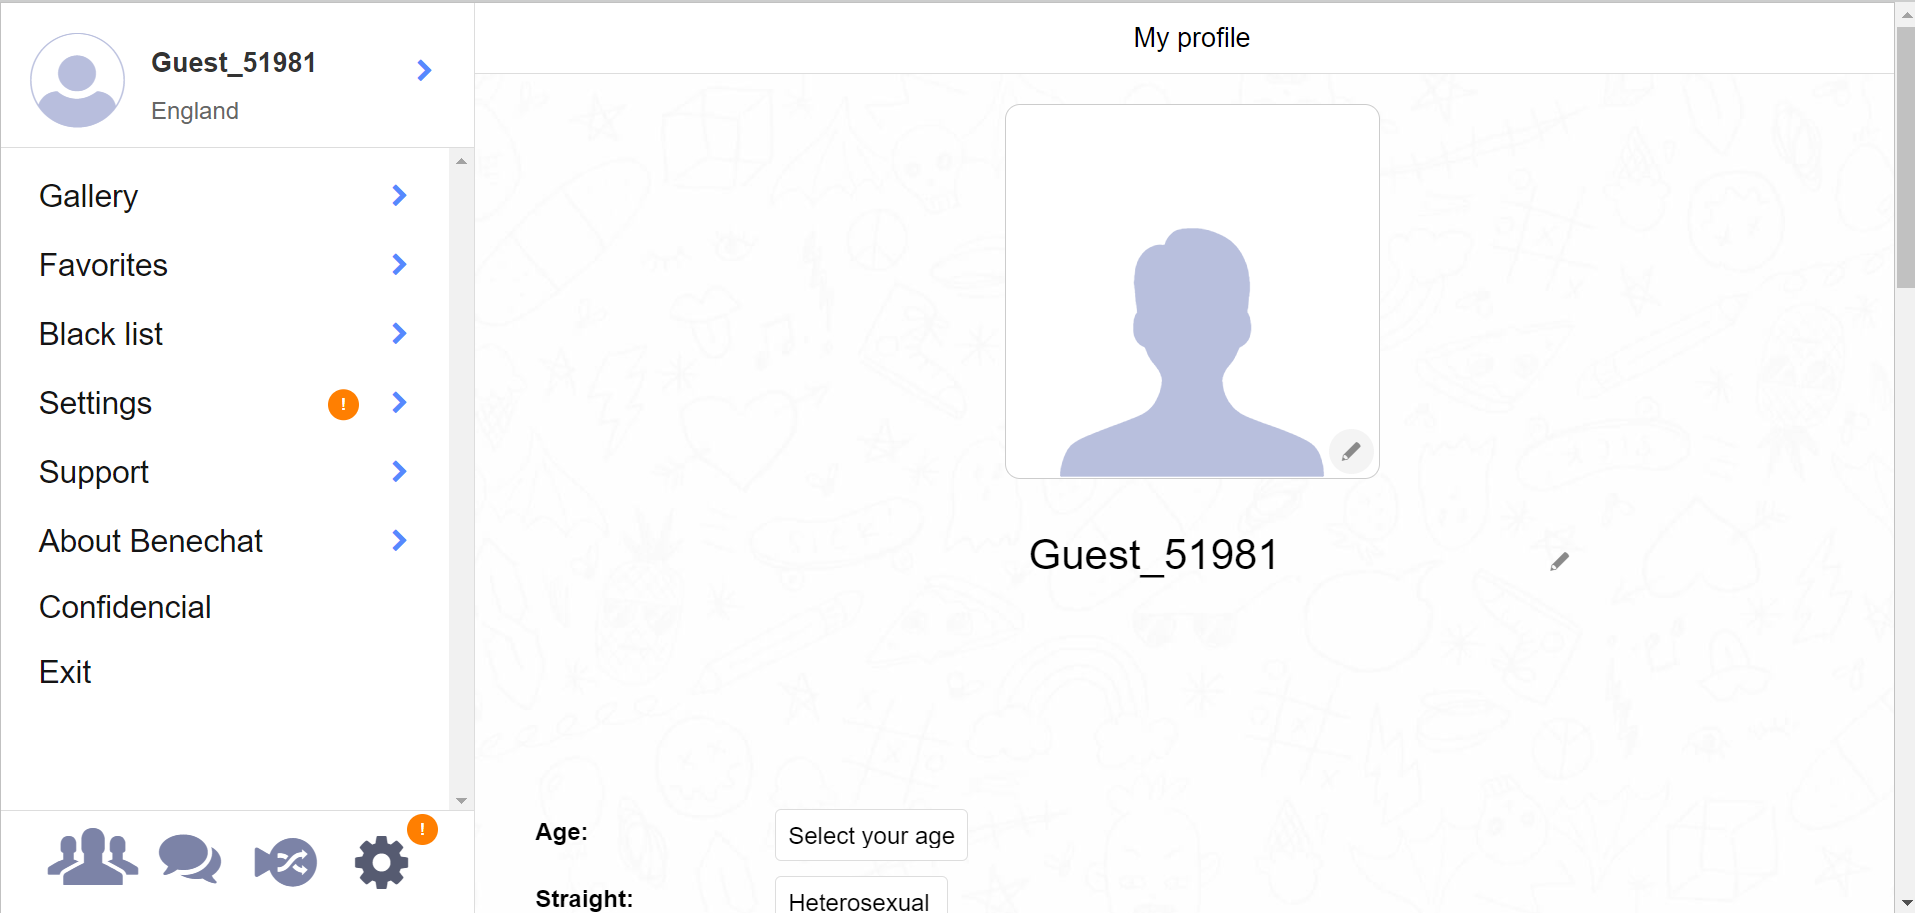 Guest_51981
England
Gallery
Favorites
Black list
Settings
!
Support
About Benechat
Confidencial
Exit
!
My profile
Guest_51981
Age:
Select your age
Straight:
Heterosexual